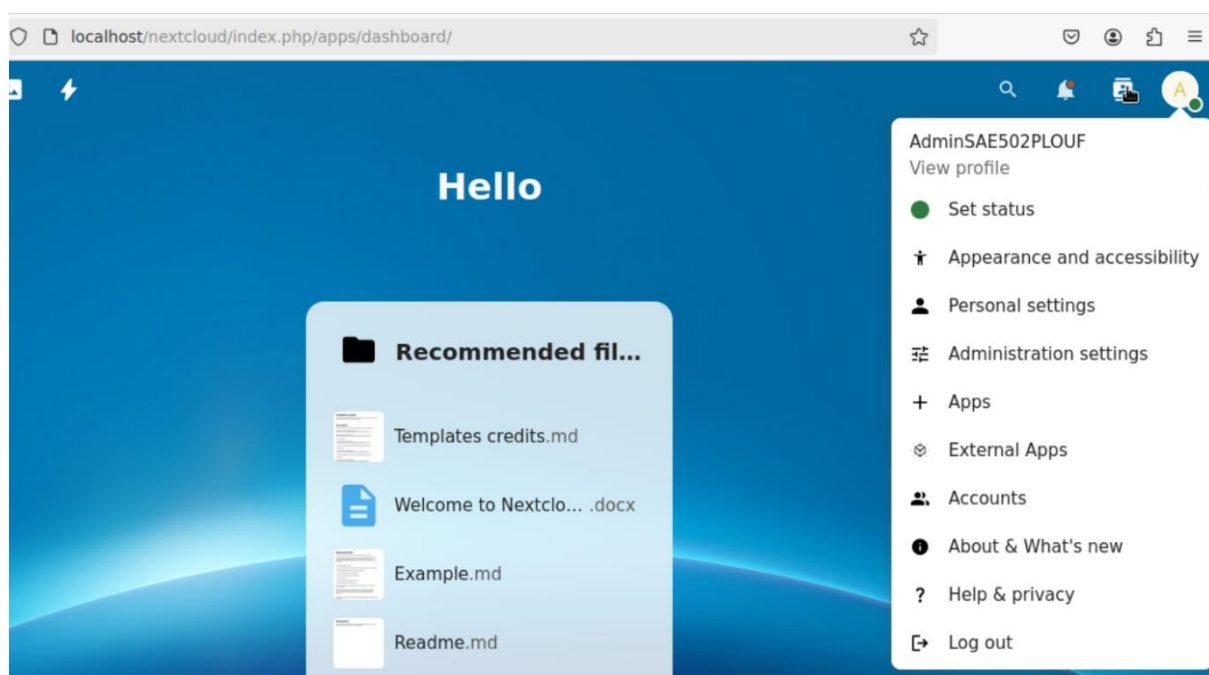 localhost/nextcloud/index.php/apps/dashboard/
A
Hello
Recommended fil...
Templates credits.md
Welcome to Nextclo... .docx
Example.md
Readme.md
AdminSAE502PLOUF
View profile
Set status
Appearance and accessibility
Personal settings
Administration settings
Apps
External Apps
Accounts
About & What's new
Help & privacy
Log out